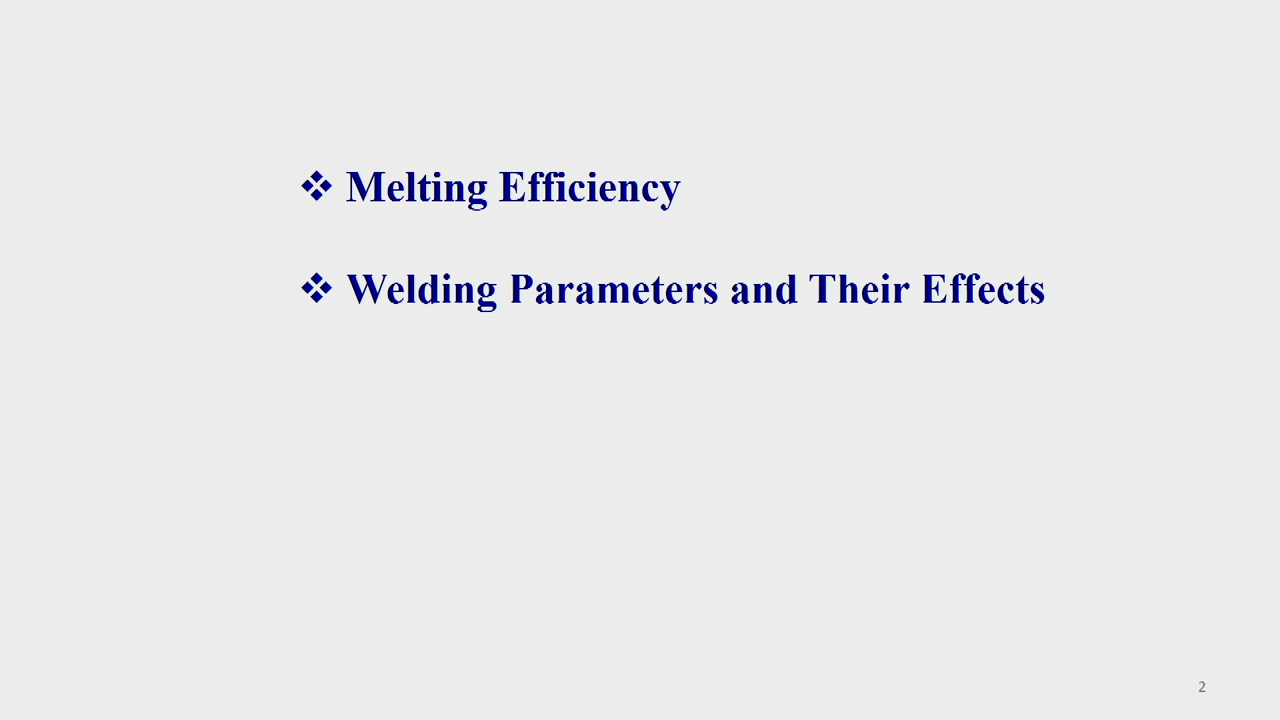 ❖ Melting Efficiency
❖ Welding Parameters and Their Effects
2